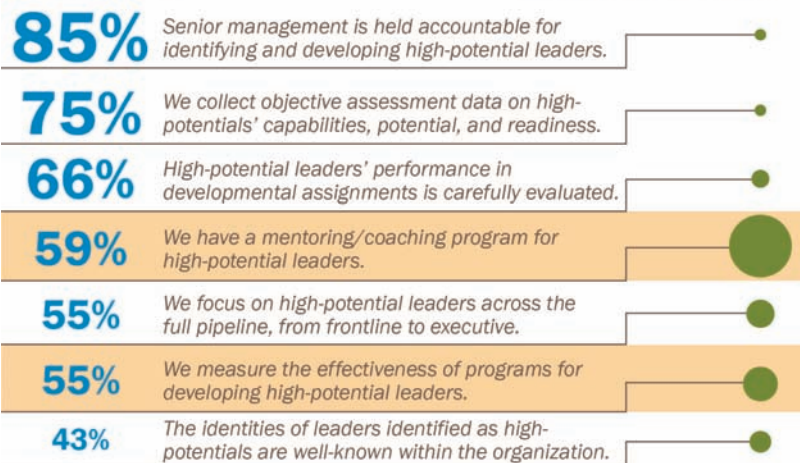 85%
Senior management is held accountable for
identifying and developing high-potential leaders.
75%
We collect objective assessment data on high-
potentials' capabilities, potential, and readiness.
66%
High-potential leaders' performance in
developmental assignments is carefully evaluated.
59%
We have a mentoring/coaching program for
high-potential leaders.
55%
We focus on high-potential leaders across the
full pipeline, from frontline to executive.
55%
We measure the effectiveness of programs for
developing high-potential leaders.
43%
The identities of leaders identified as high-
potentials are well-known within the organization.